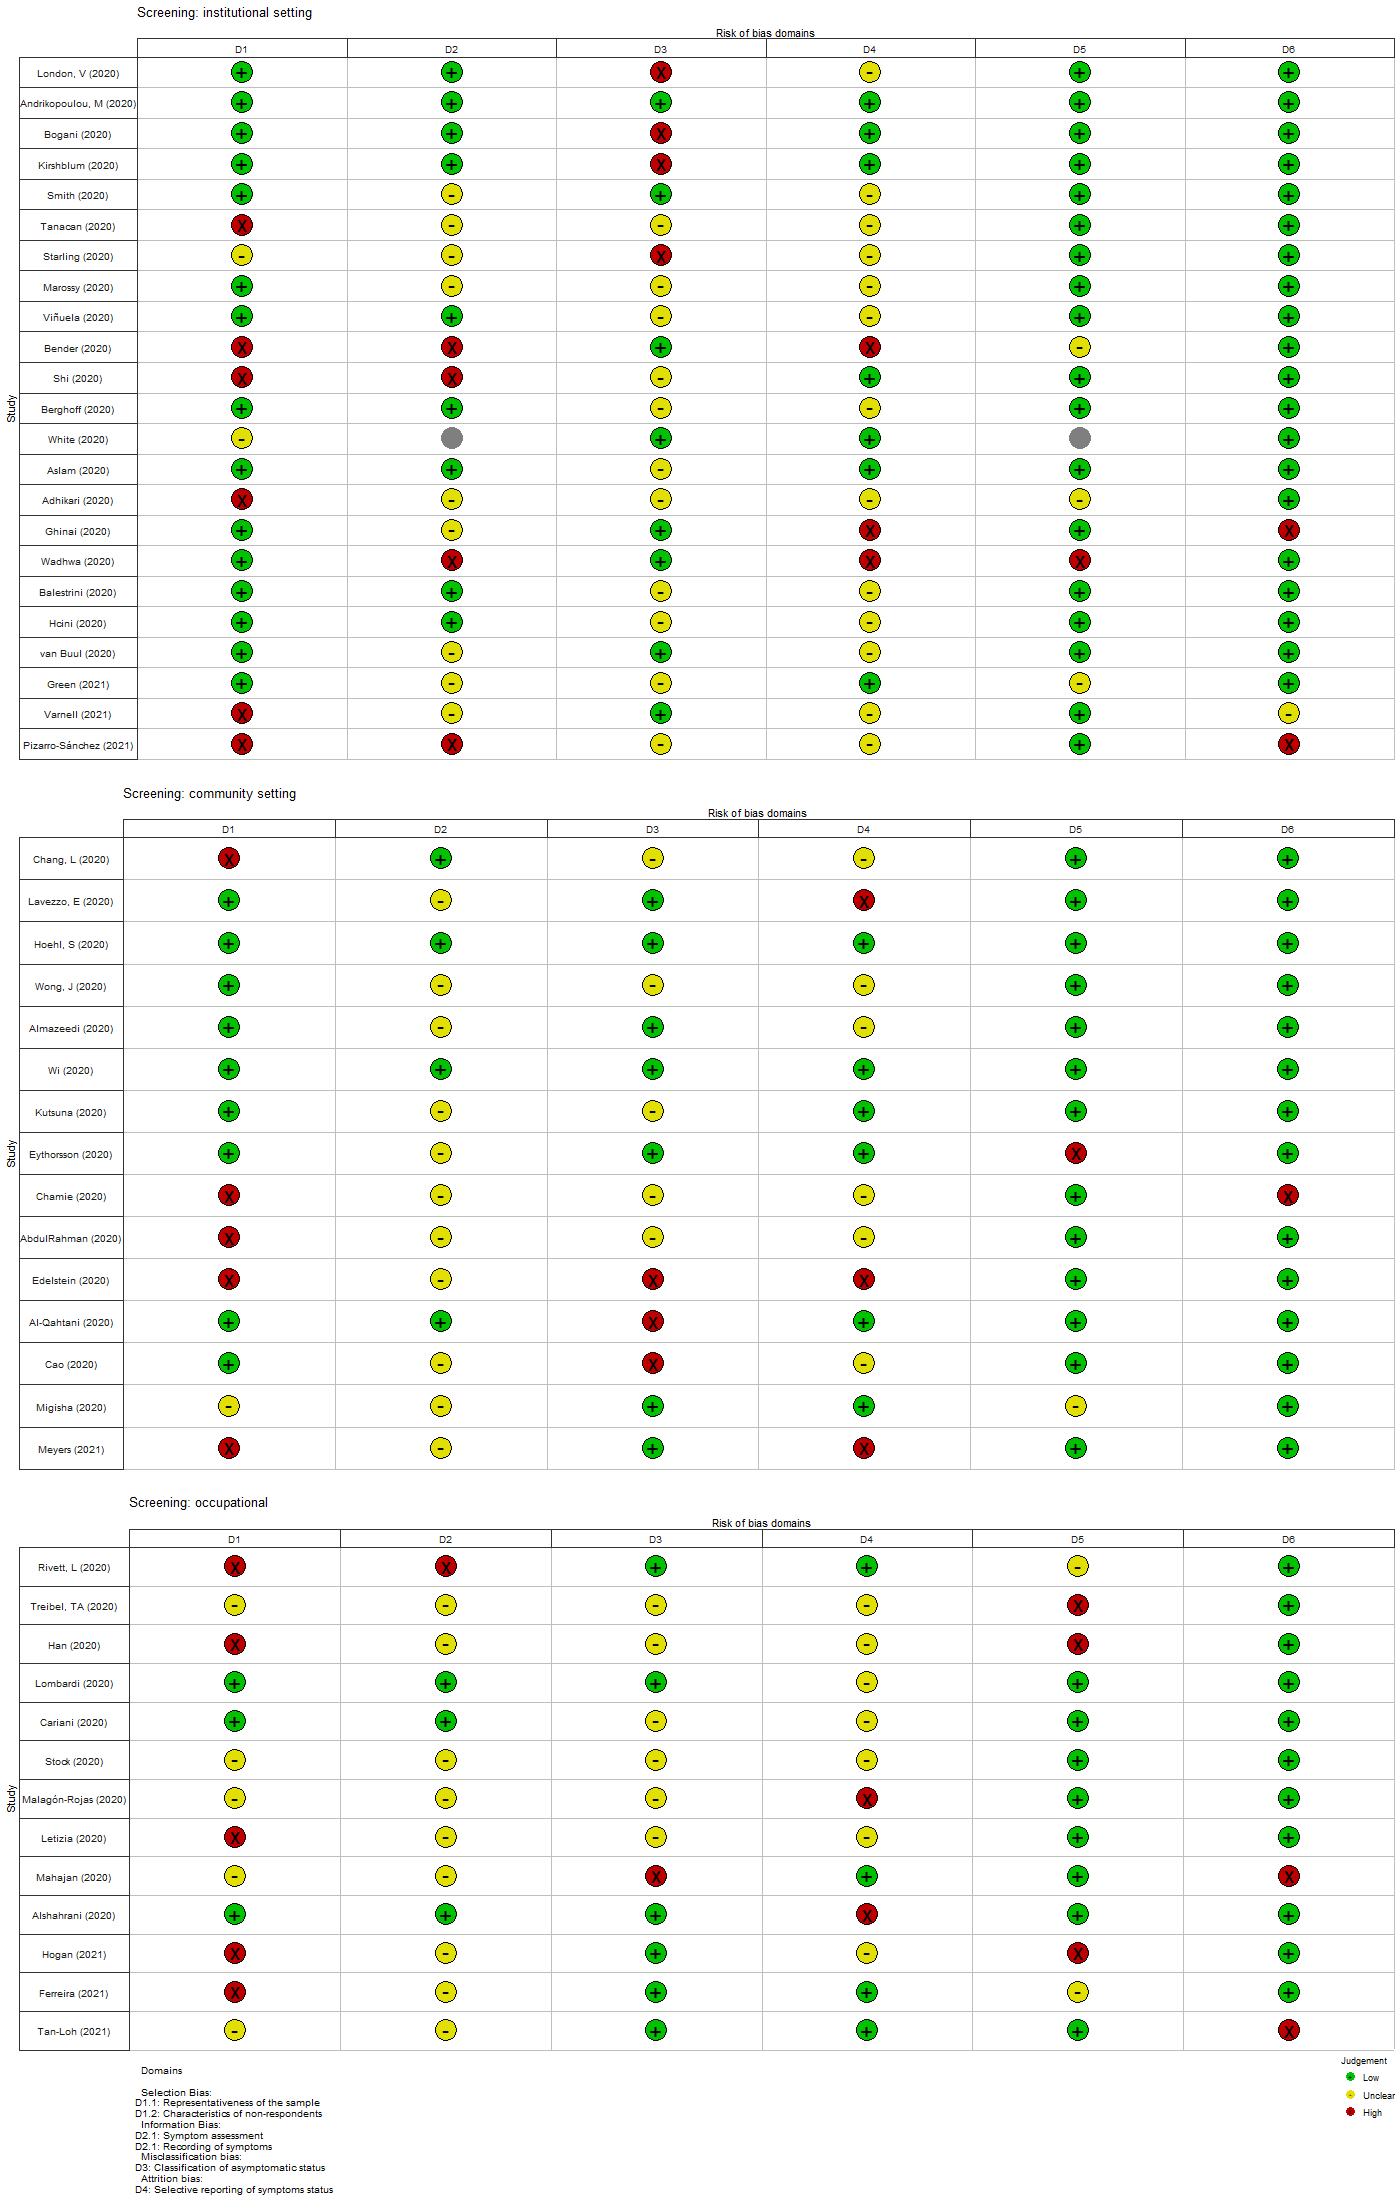 Screening: institutional setting
Risk of bias domains
D1 D2 D3 D4 D5 D6
Study
London, V (2020) + + X - + +
Andrikopoulou, M (2020) + + + + + +
Bogani (2020) + + X + + +
Kirshblum (2020) + + X + + +
Smith (2020) + - + - + +
Tanacan (2020) X - - - + +
Starling (2020) - - X - + +
Marossy (2020) + - - - + +
Viñuela (2020) + + - - + +
Bender (2020) X X + X - +
Shi (2020) X X - + + +
Berghoff (2020) + + - - + +
White (2020) - + + +
Aslam (2020) + + - + + +
Adhikari (2020) X - - - - +
Ghinai (2020) + - + X + X
Wadhwa (2020) + X + X X +
Balestrini (2020) + + - - + +
Hcini (2020) + + - - + +
van Buul (2020) + - + - + +
Green (2021) + - - + - +
Varnell (2021) X - + - + -
Pizarro-Sánchez (2021) X X - - + X
Screening: community setting
Risk of bias domains
D1 D2 D3 D4 D5 D6
Study
Chang, L (2020) X + - - + +
Lavezzo, E (2020) + - + X + +
Hoehl, S (2020) + + + + + +
Wong, J (2020) + - - - + +
Almazeedi (2020) + - + - + +
Wi (2020) + + + + + +
Kutsuna (2020) + - - + + +
Eythorsson (2020) + - + + X +
Chamie (2020) X - - - + X
AbdulRahman (2020) X - - - + +
Edelstein (2020) X - X X + +
Al-Qahtani (2020) + + X + + +
Cao (2020) + - X - + +
Migisha (2020) - - + + - +
Meyers (2021) X - + X + +
Screening: occupational
Risk of bias domains
D1 D2 D3 D4 D5 D6
Study
Rivett, L (2020) X X + + - +
Treibel, TA (2020) - - - - X +
Han (2020) X - - - X +
Lombardi (2020) + + + - + +
Cariani (2020) + + - - + +
Stock (2020) - - - - + +
Malagón-Rojas (2020) - - - X + +
Letizia (2020) X - - - + +
Mahajan (2020) - - X + + X
Alshahrani (2020) + + + X + +
Hogan (2021) X - + - X +
Ferreira (2021) X - + + - +
Tan-Loh (2021) - - + + + X
Domains
Selection Bias:
D1.1: Representativeness of the sample
D1.2: Characteristics of non-respondents
Information Bias:
D2.1: Symptom assessment
D2.1: Recording of symptoms
Misclassification bias:
D3: Classification of asymptomatic status
Attrition bias:
D4: Selective reporting of symptoms status
Judgement
Low
Unclear
High